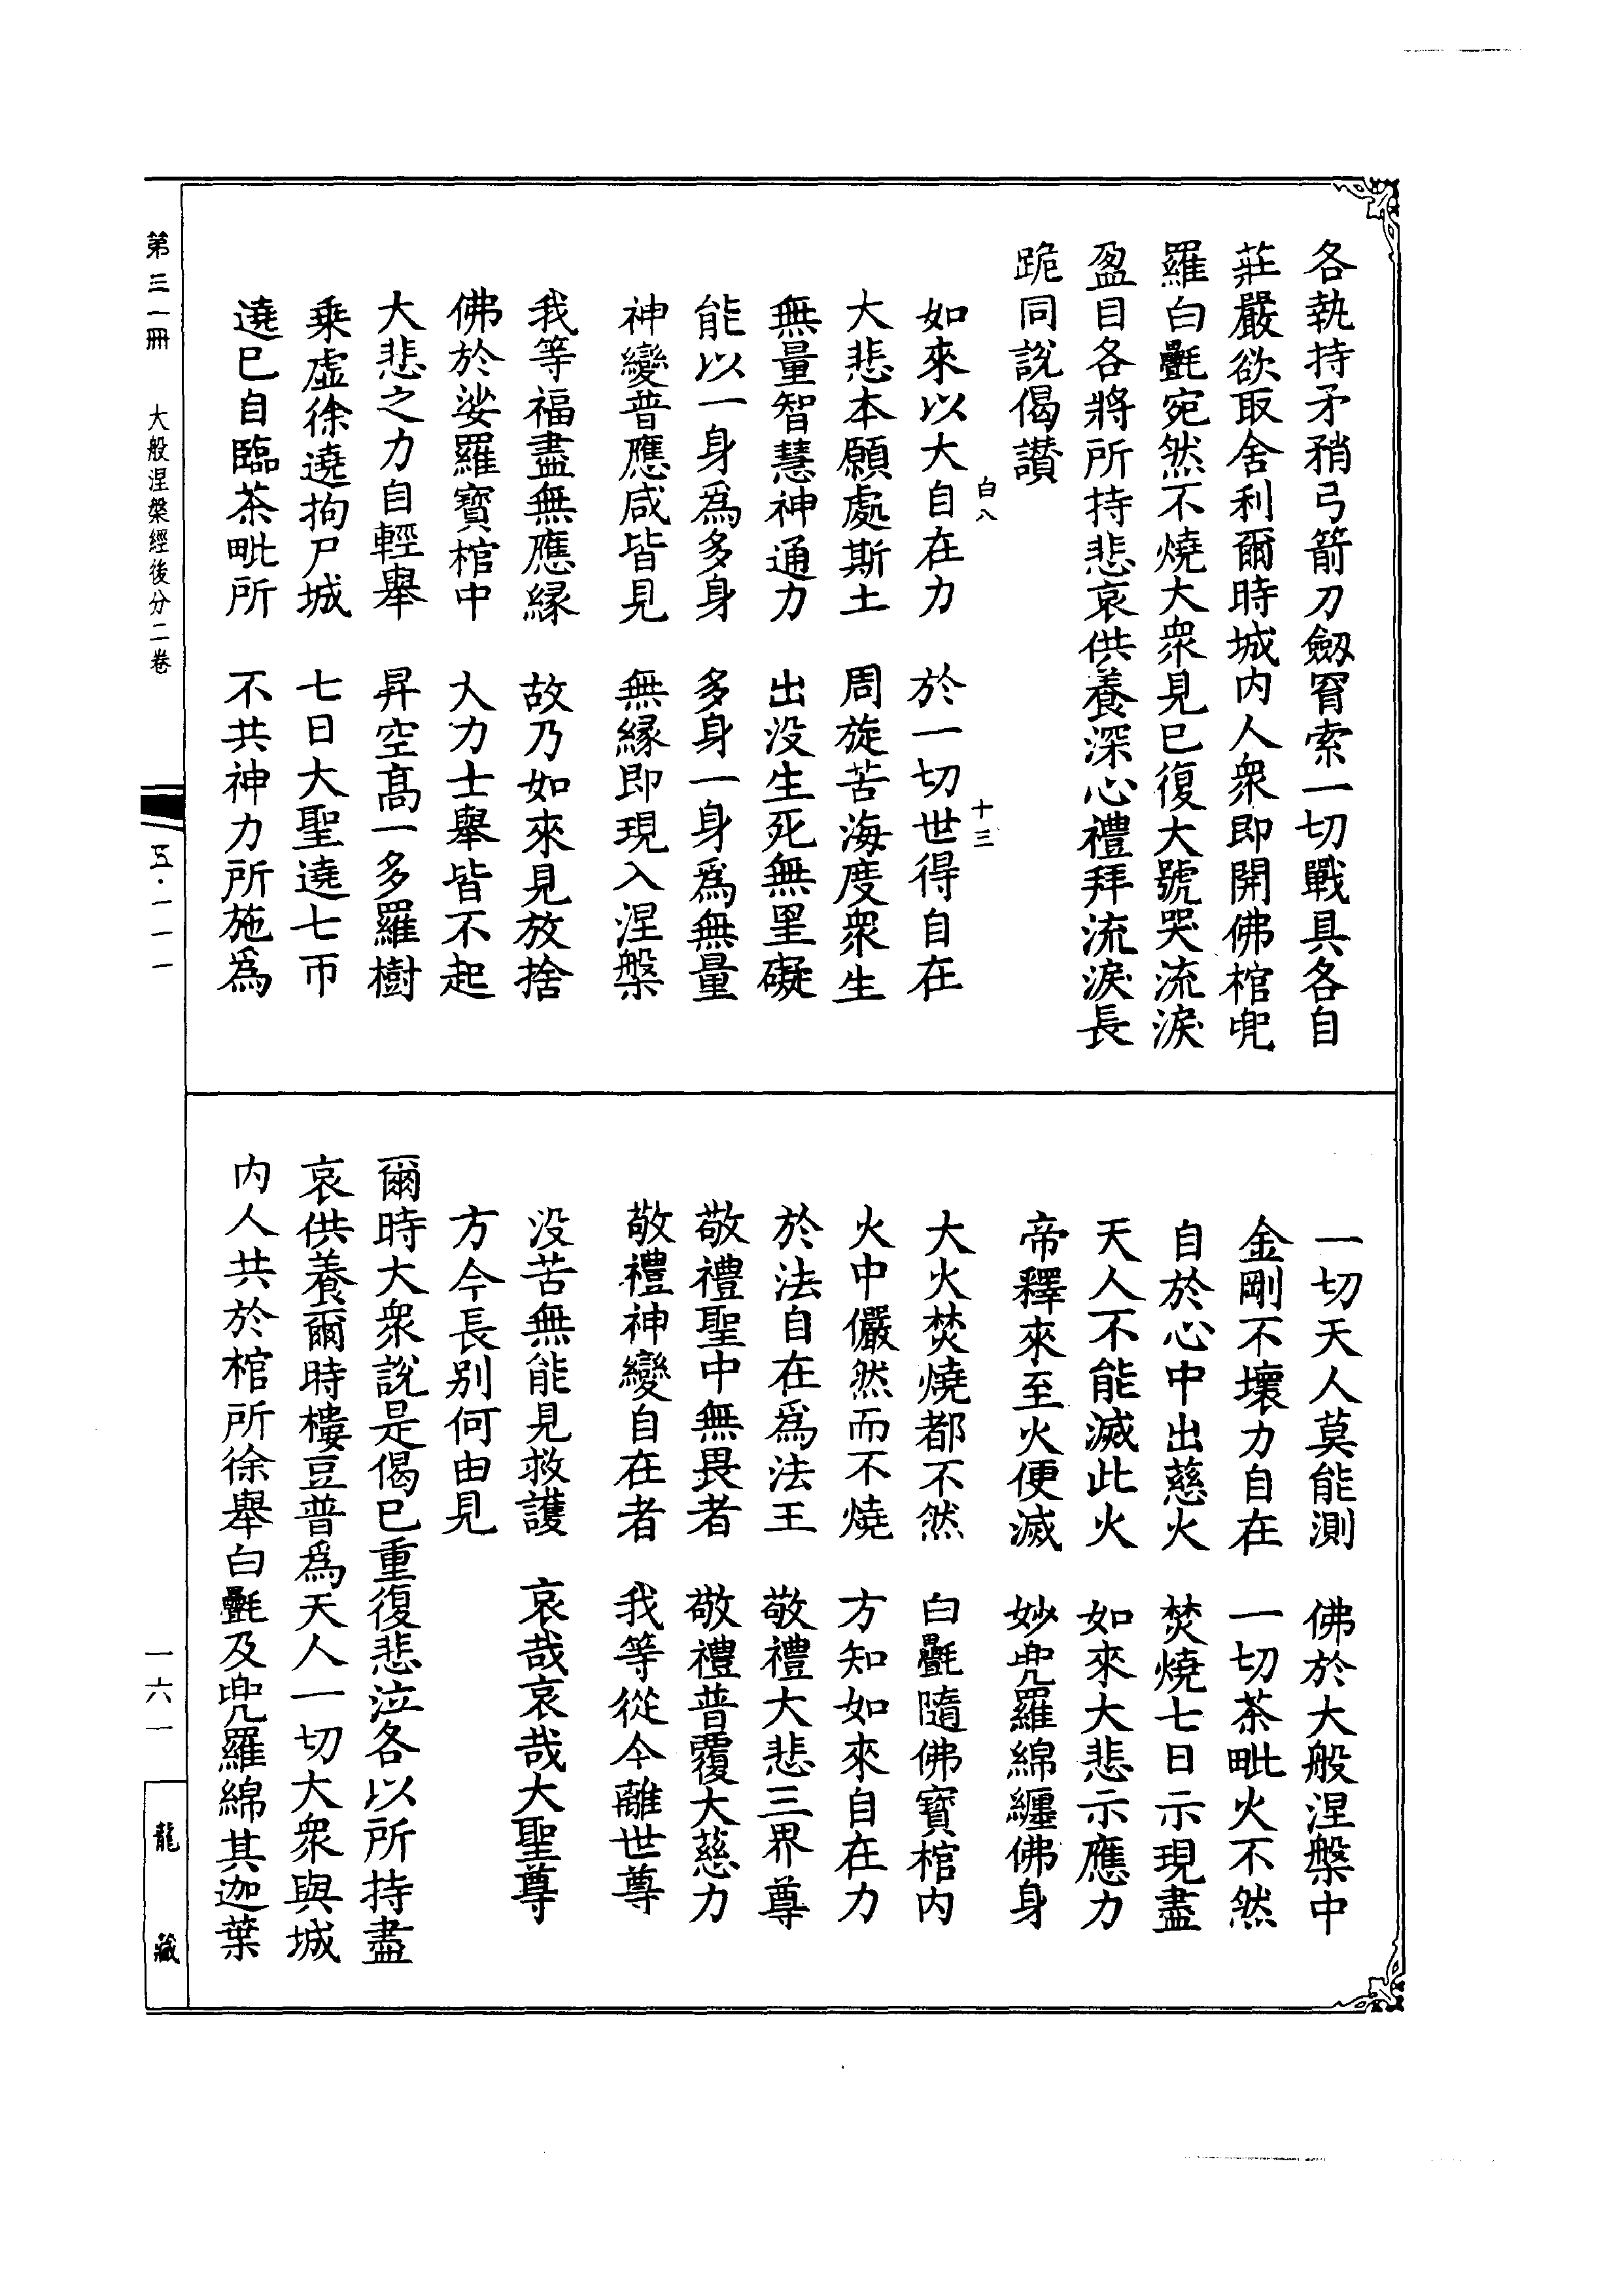 各執持矛矟弓箭刀劒罥索一切戰具各自
莊嚴欲取舍利爾時城内人衆即開佛棺兜
羅白㲲宛然不燒大衆見已復大號哭流淚
盈目各將所持悲哀供養深心禮拜流淚長
跪同說偈讃
白八 十三
如來以大自在力 於一切世得自在
大悲本願處斯土 周旋苦海度衆生
無量智慧神通力 出没生死無罣礙
能以一身爲多身 多身一身爲無量
神變普應咸皆見 無縁即現入涅槃
我等福盡無應縁 故乃如來見放捨
佛於娑羅寳棺中 人力士舉皆不起
大悲之力自輕舉 昇空髙一多羅樹
乗虛徐遶拘尸城 七日大聖遶七帀
遶已自臨茶毗所 不共神力所施爲
一切天人莫能測 佛於大般涅槃中
金剛不壞力自在 一切茶毗火不然
自於心中出慈火 焚燒七日示現盡
天人不能滅此火 如來大悲示應力
帝釋來至火便滅 妙兜羅綿纏佛身
大火焚燒都不然 白㲲隨佛寳棺内
火中儼然而不燒 方知如來自在力
於法自在爲法王 敬禮大悲三界尊
敬禮聖中無畏者 敬禮普覆大慈力
敬禮神變自在者 我等從今離世尊
没苦無能見救護 哀哉哀哉大聖尊
方今長别何由見
爾時大衆說是偈已重復悲泣各以所持盡
哀供養爾時樓豆普爲天人一切大衆與城
内人共於棺所徐舉白㲲及兜羅綿其迦葉
第三一冊 大般涅槃經後分二卷
五·一一一
一六一
龍藏